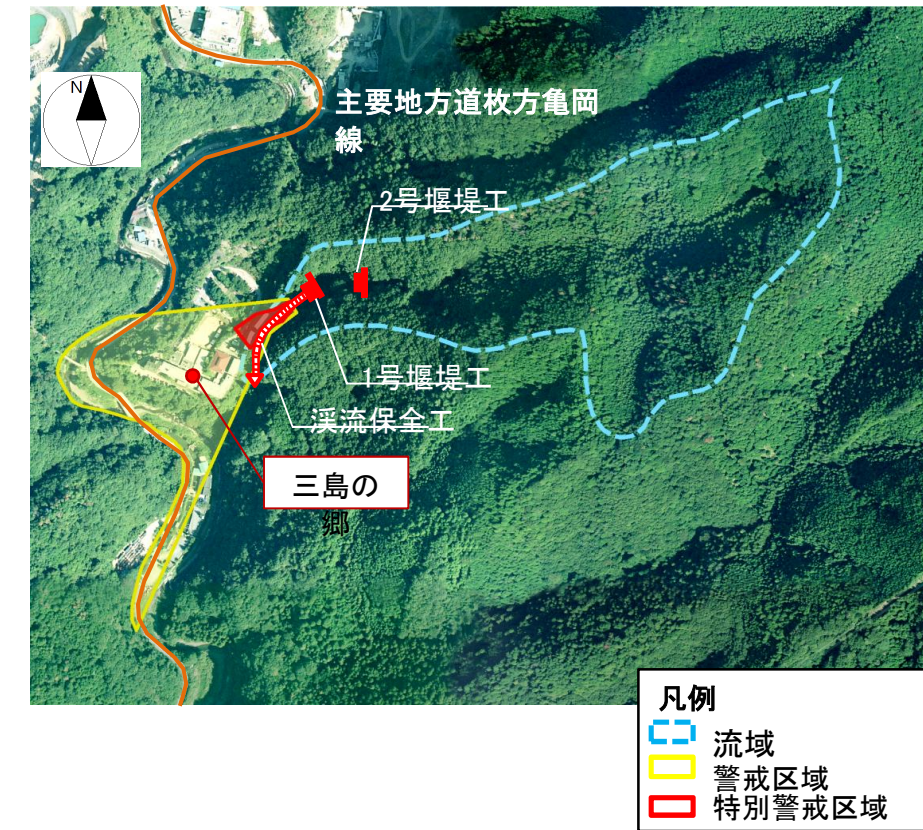 N
主要地方道枚方亀岡
線
2号堰堤工
1号堰堤工
渓流保全工
三島の
郷
凡例
流域
警戒区域
特別警戒区域